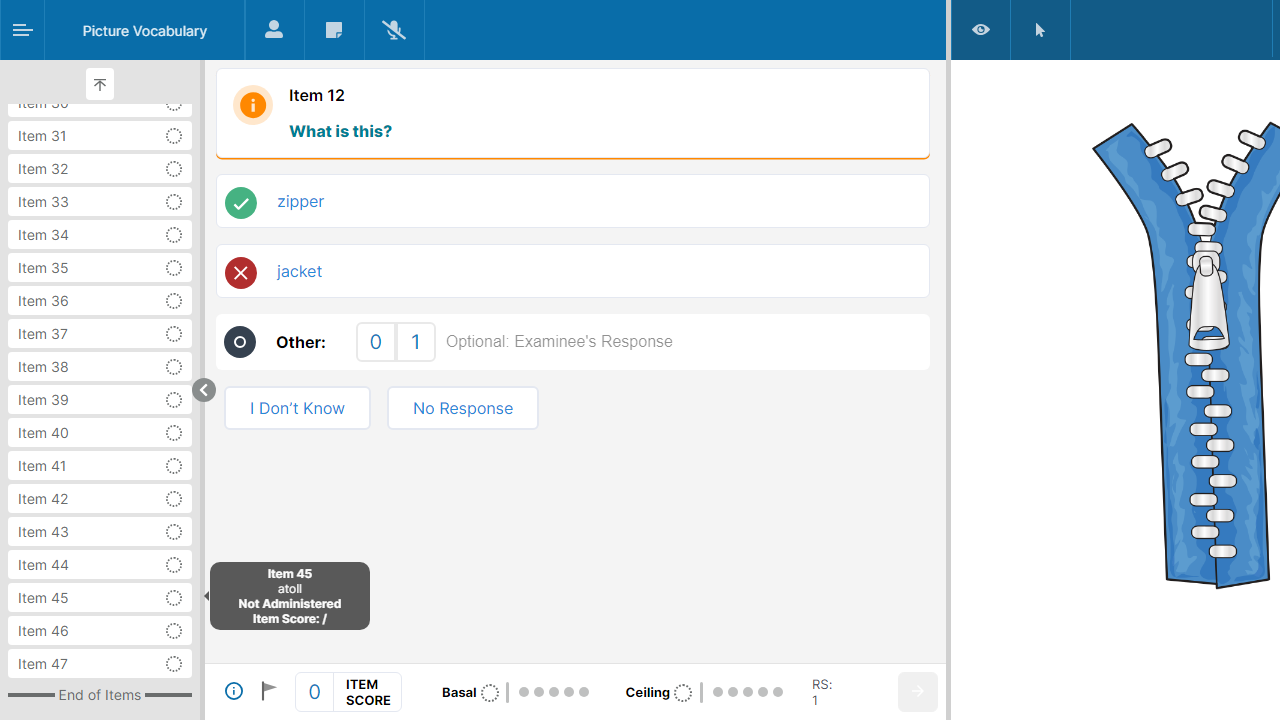 Picture Vocabulary
Item 30
Item 31
Item 32
Item 33
Item 34
Item 35
Item 36
Item 37
Item 38
Item 39
Item 40
Item 41
Item 42
Item 43
Item 44
Item 45
Item 46
Item 47
End of Items
Item 12
What is this?
zipper
jacket
Other: 0 1 Optional: Examinee's Response
I Don’t Know No Response
Item 45
atoll
Not Administered
Item Score: /
0 ITEM SCORE
Basal
Ceiling
RS:
1